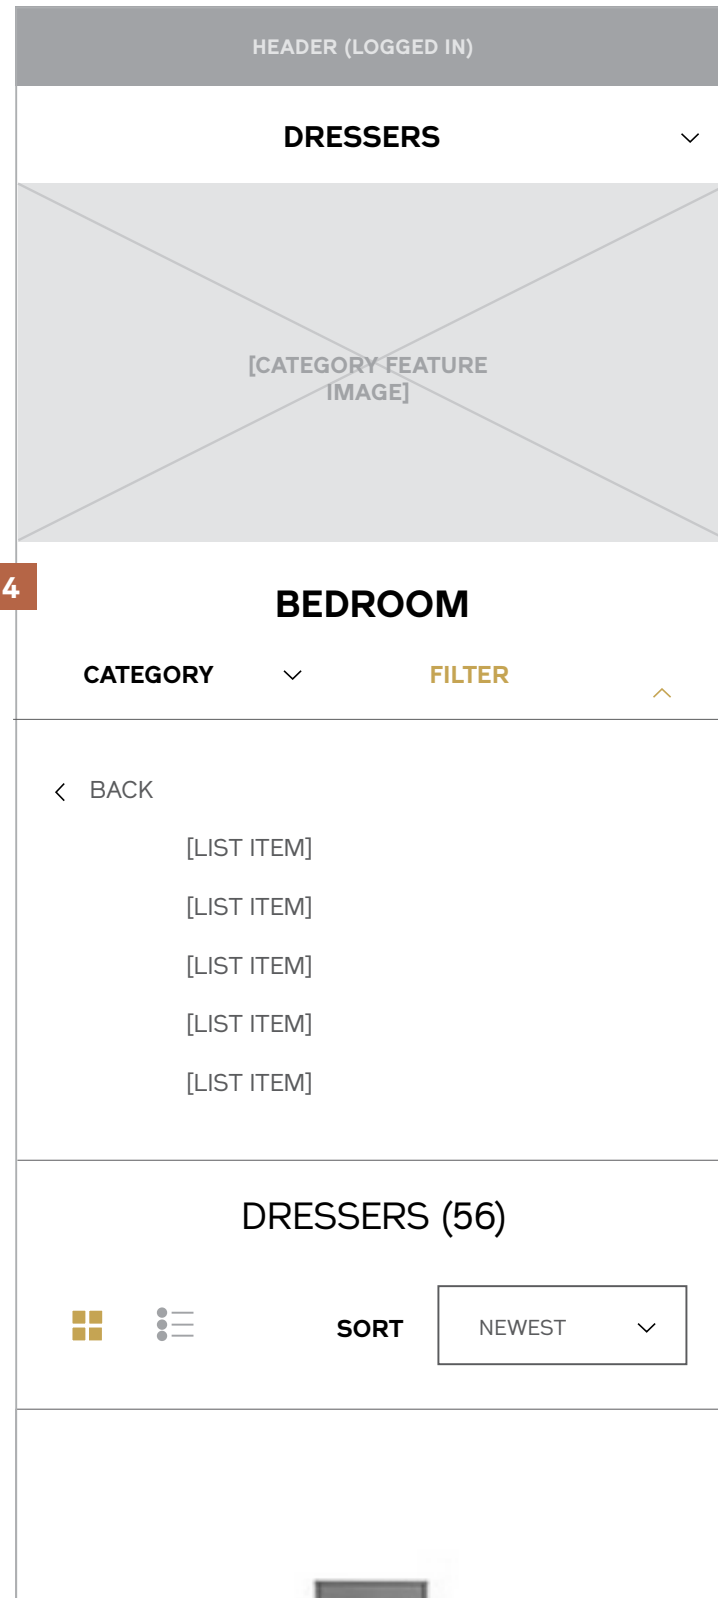 HEADER (LOGGED IN)
DRESSERS
[CATEGORY FEATURE
IMAGE]
4
BEDROOM
CATEGORY FILTER
BACK
[LIST ITEM]
[LIST ITEM]
[LIST ITEM]
[LIST ITEM]
[LIST ITEM]
DRESSERS (56)
SORT NEWEST